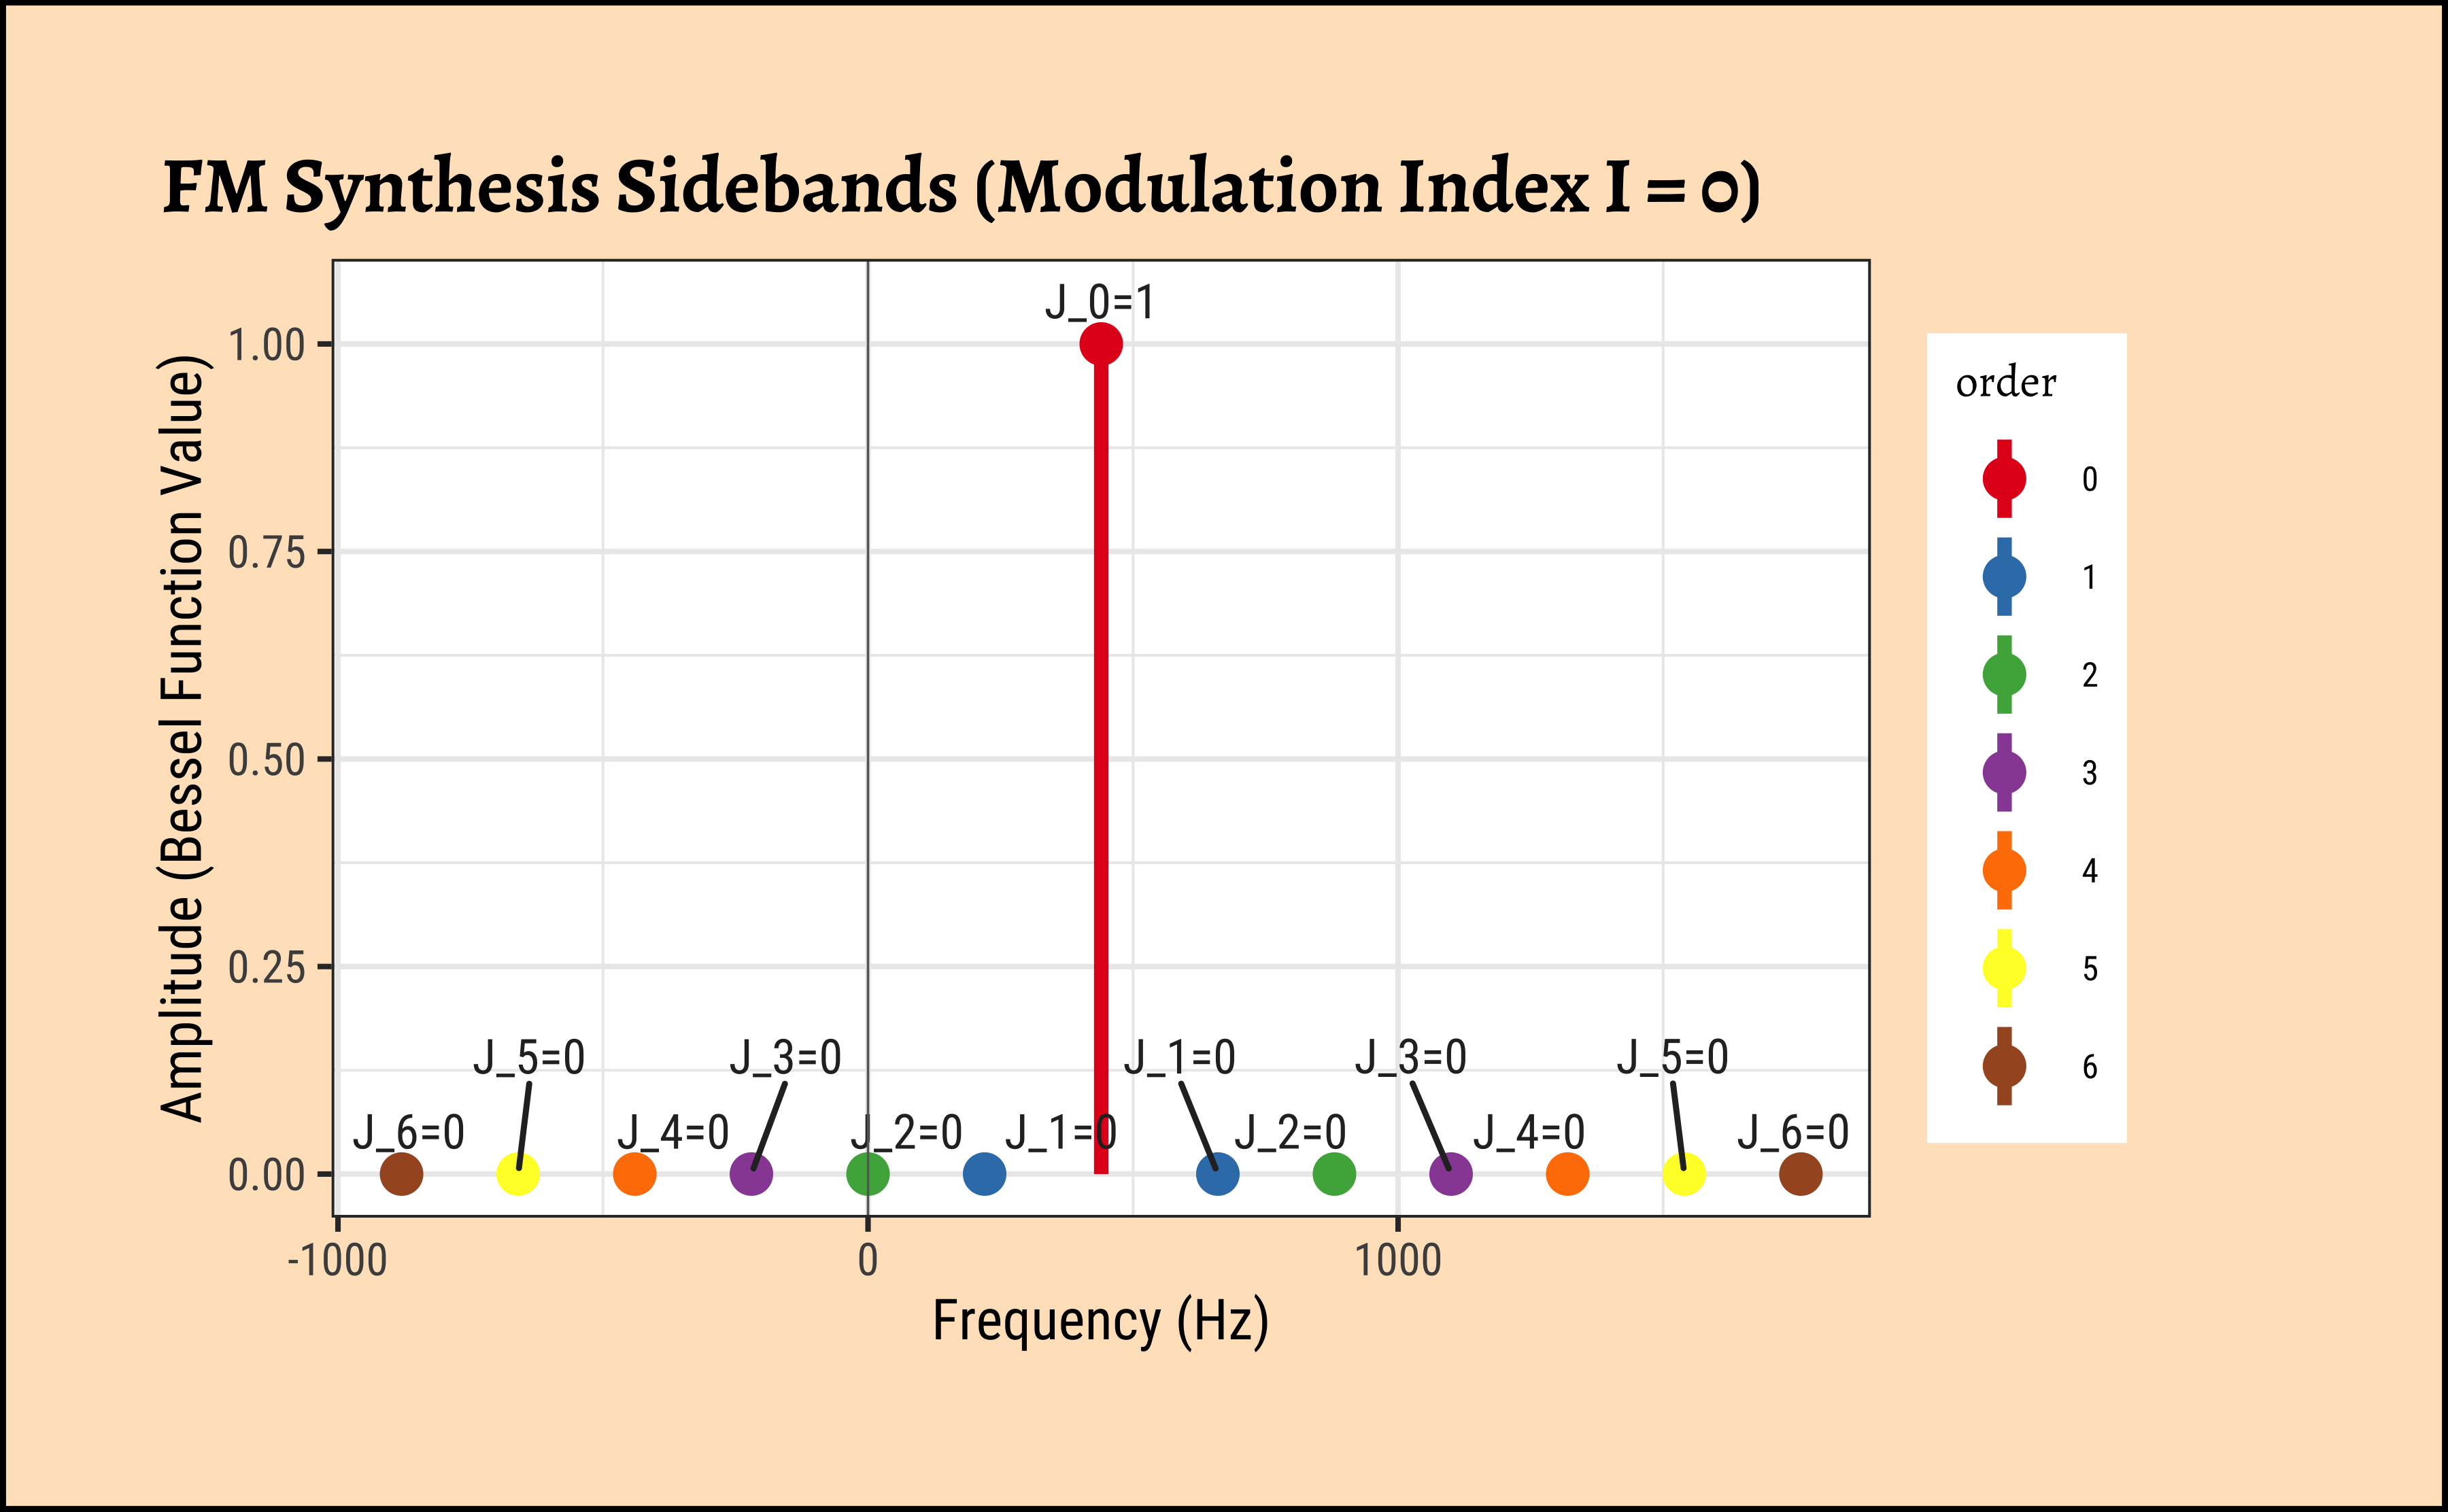 FM Synthesis Sidebands (Modulation Index I = 0)
Amplitude (Bessel Function Value)
1.00
0.75
0.50
0.25
0.00
J_0=1
J_5=0
J_3=0
J_1=0
J_3=0
J_5=0
J_6=0
J_4=0
J_2=0
J_1=0
J_2=0
J_4=0
J_6=0
-1000
0
1000
Frequency (Hz)
order
0
1
2
3
4
5
6